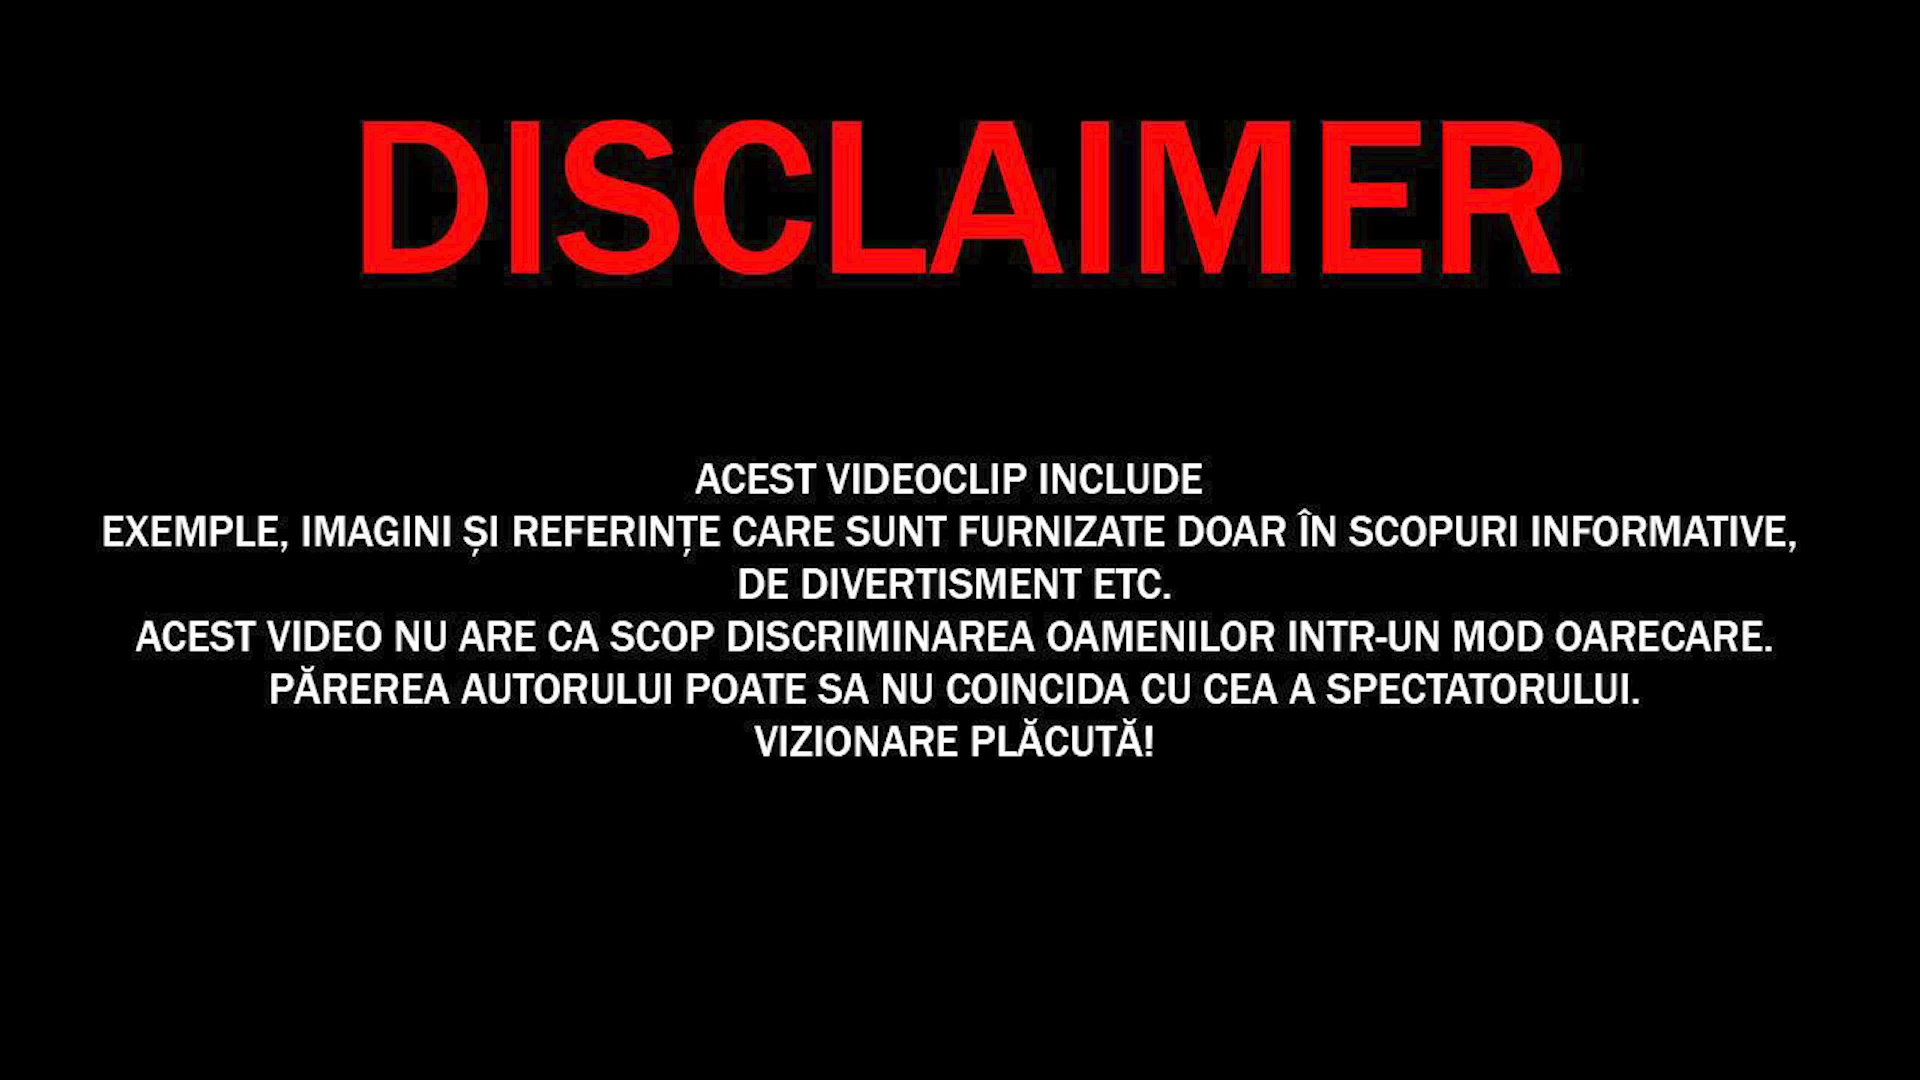 DISCLAIMER
ACEST VIDEOCLIP INCLUDE
EXEMPLE, IMAGINI ȘI REFERINȚE CARE SUNT FURNIZATE DOAR ÎN SCOPURI INFORMATIVE,
DE DIVERTISMENT ETC.
ACEST VIDEO NU ARE CA SCOP DISCRIMINAREA OAMENILOR INTR-UN MOD OARECARE.
PĂREREA AUTORULUI POATE SA NU COINCIDA CU CEA A SPECTATORULUI.
VIZIONARE PLĂCUTĂ!